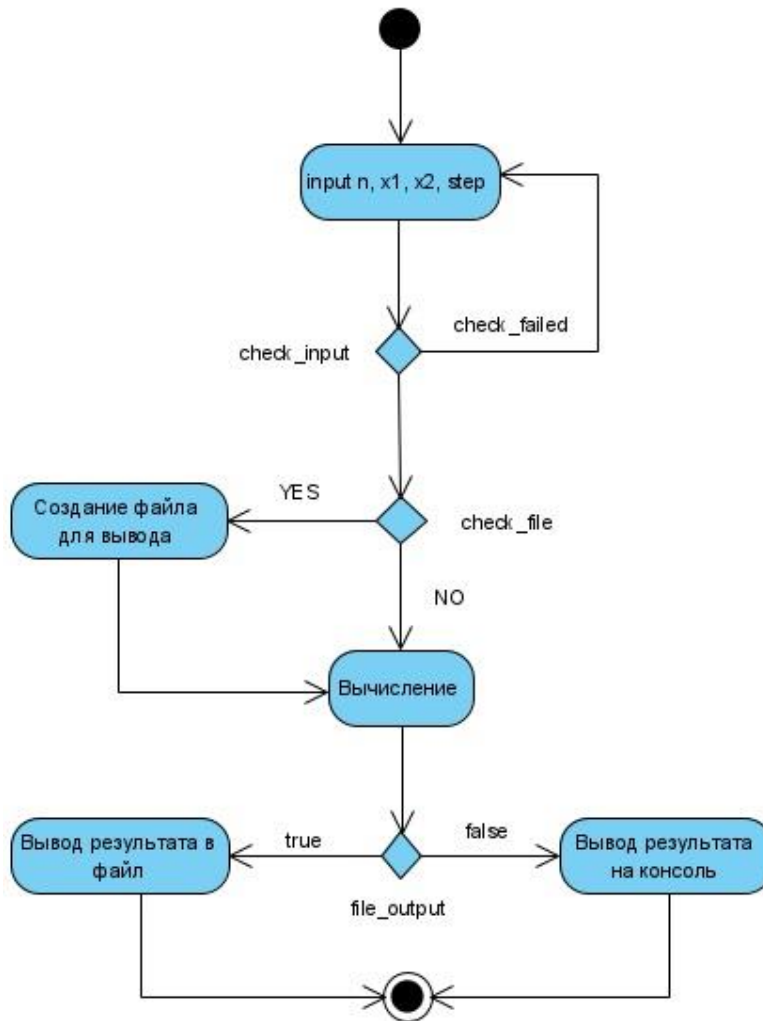 input n, x1, x2, step
check_failed
check_input
YES
Создание файла
для вывода
check_file
NO
Вычисление
true
false
Вывод результата в
файл
Вывод результата
на консоль
file_output